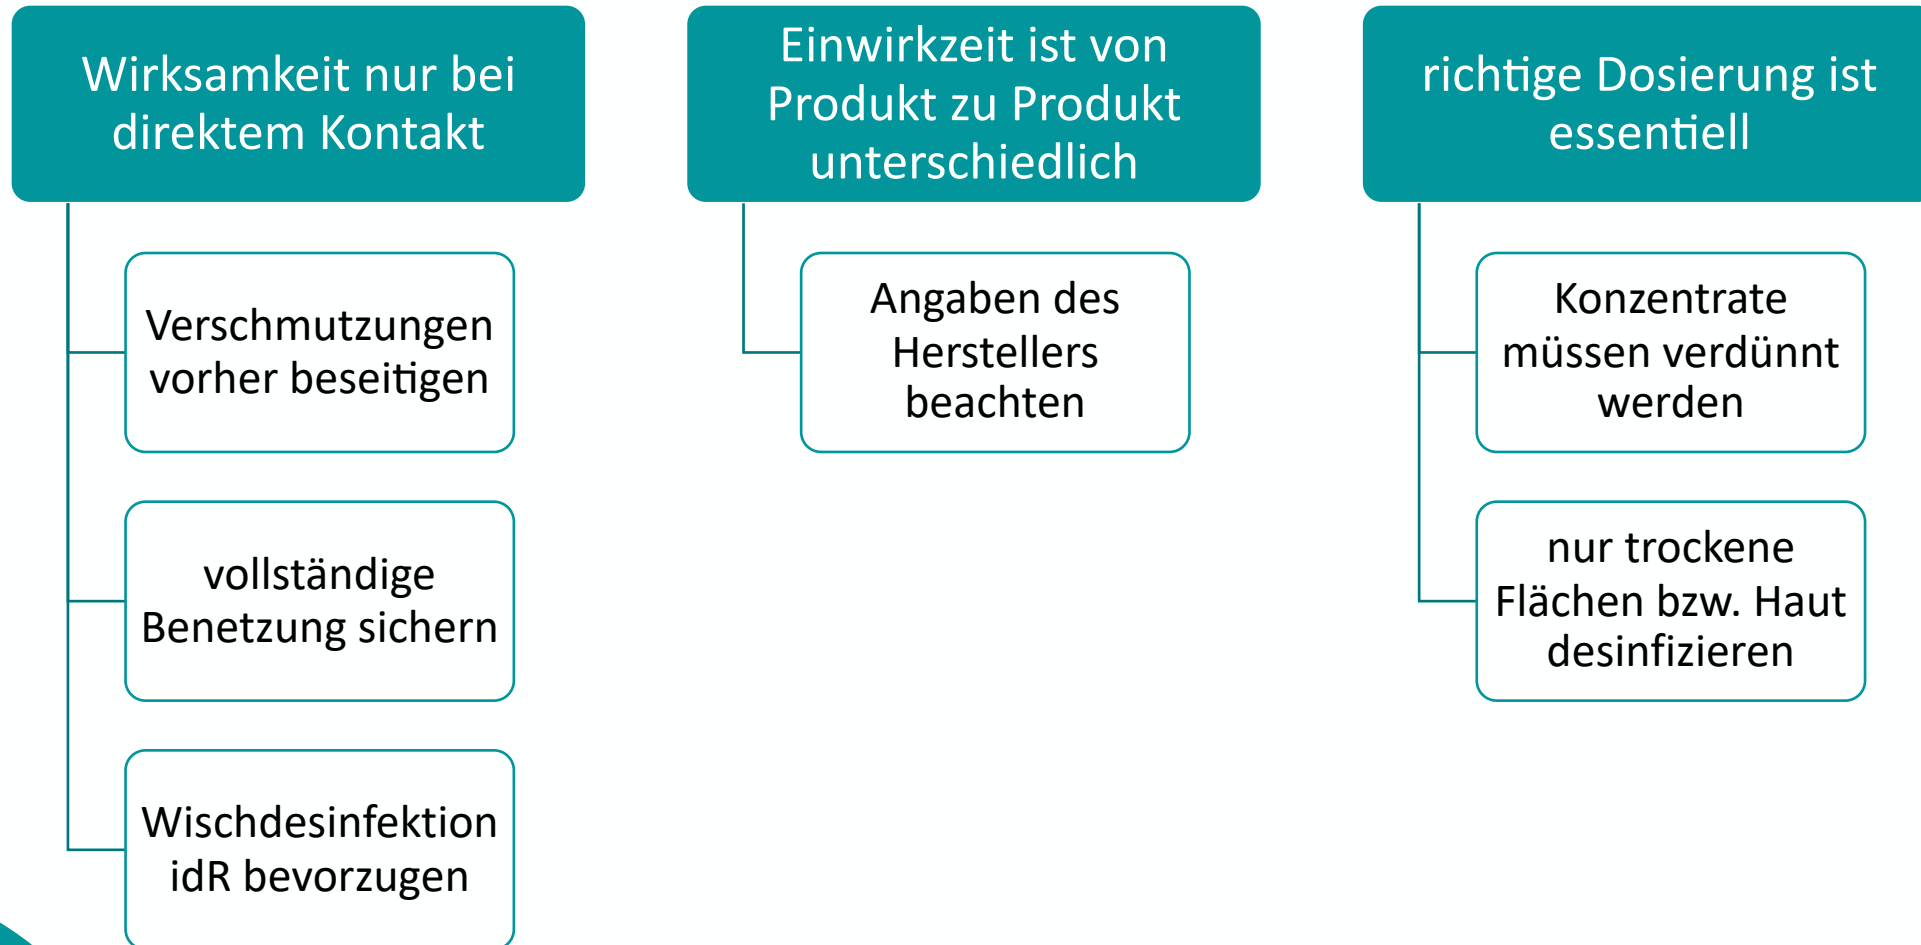 Wirksamkeit nur bei
direktem Kontakt
Verschmutzungen
vorher beseitigen
vollständige
Benetzung sichern
Wischdesinfektion
idR bevorzugen
Einwirkzeit ist von
Produkt zu Produkt
unterschiedlich
Angaben des
Herstellers
beachten
richtige Dosierung ist
essentiell
Konzentrate
müssen verdünnt
werden
nur trockene
Flächen bzw. Haut
desinfizieren